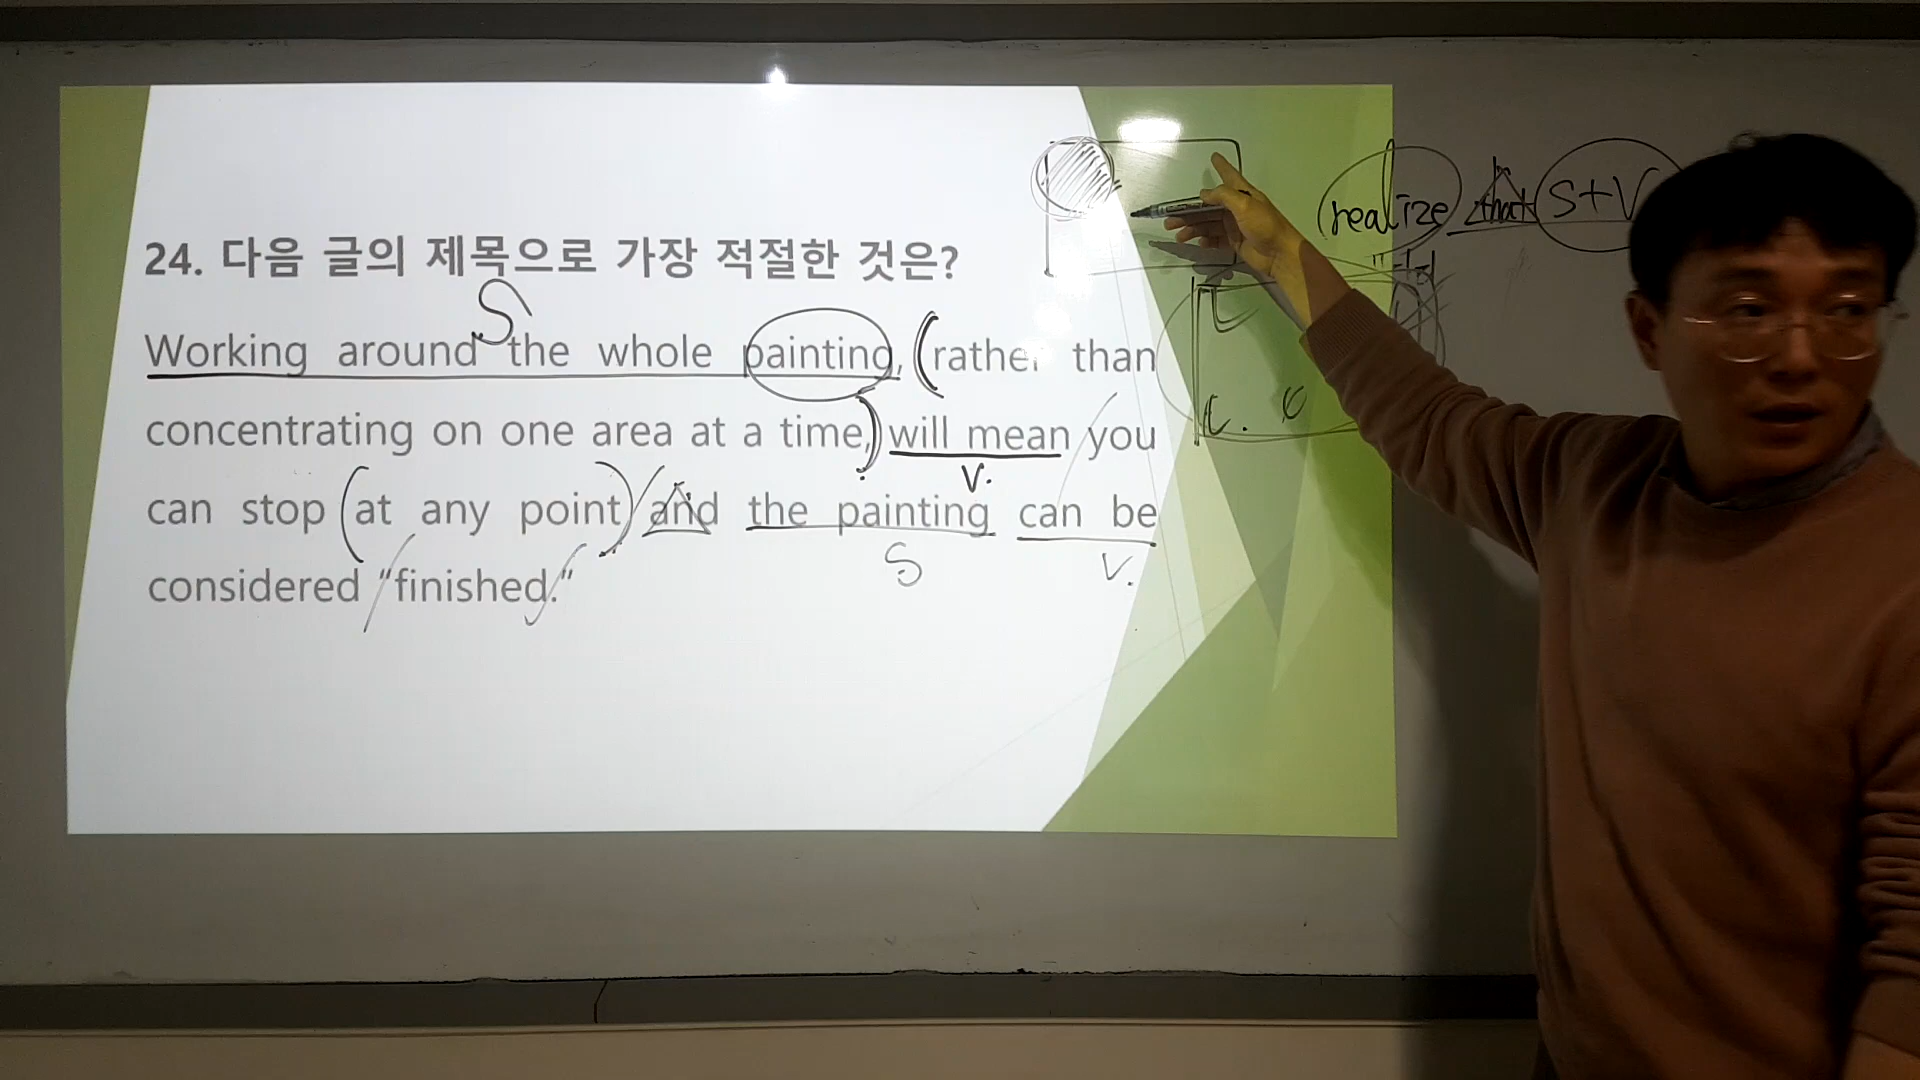 24. 다음 글의 제목으로 가장 적절한 것은?
S
Working around the whole painting, (rather than
concentrating on one area at a time,) will mean you
V.
can stop (at any point) and the painting can be
S V.
considered "finished."
realize that S+V